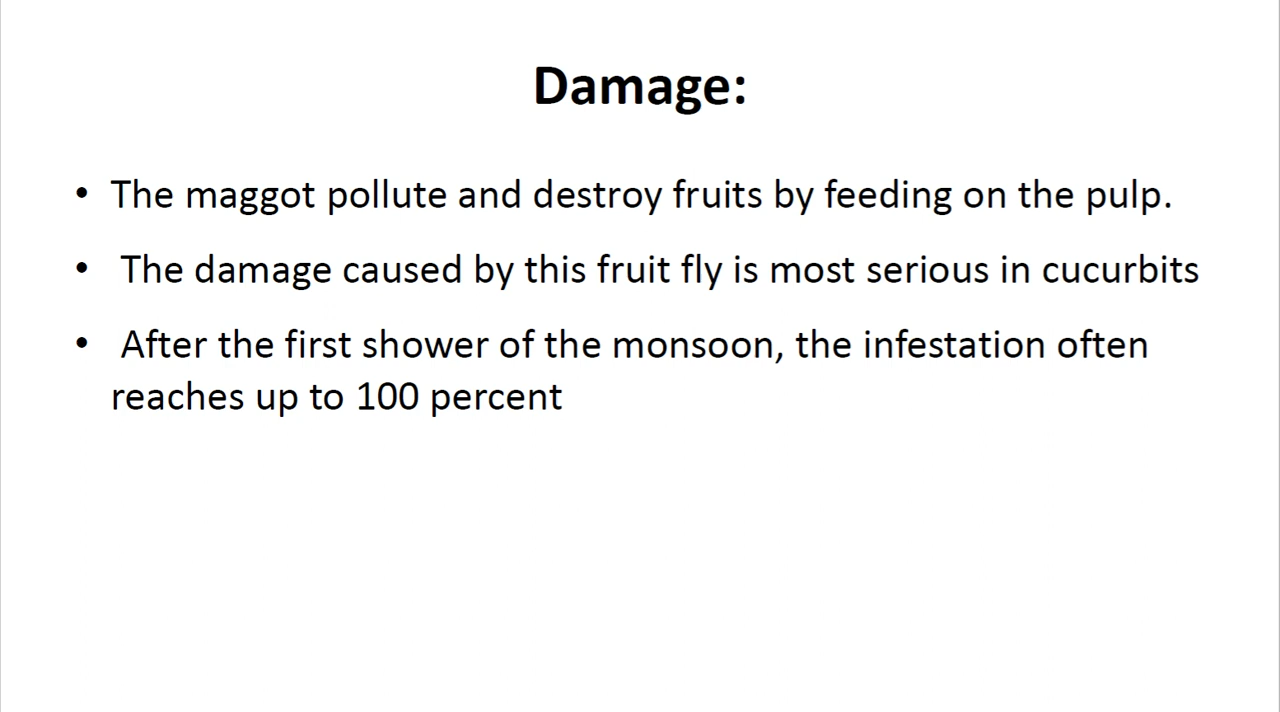 Damage:
• The maggot pollute and destroy fruits by feeding on the pulp.
• The damage caused by this fruit fly is most serious in cucurbits
• After the first shower of the monsoon, the infestation often
reaches up to 100 percent